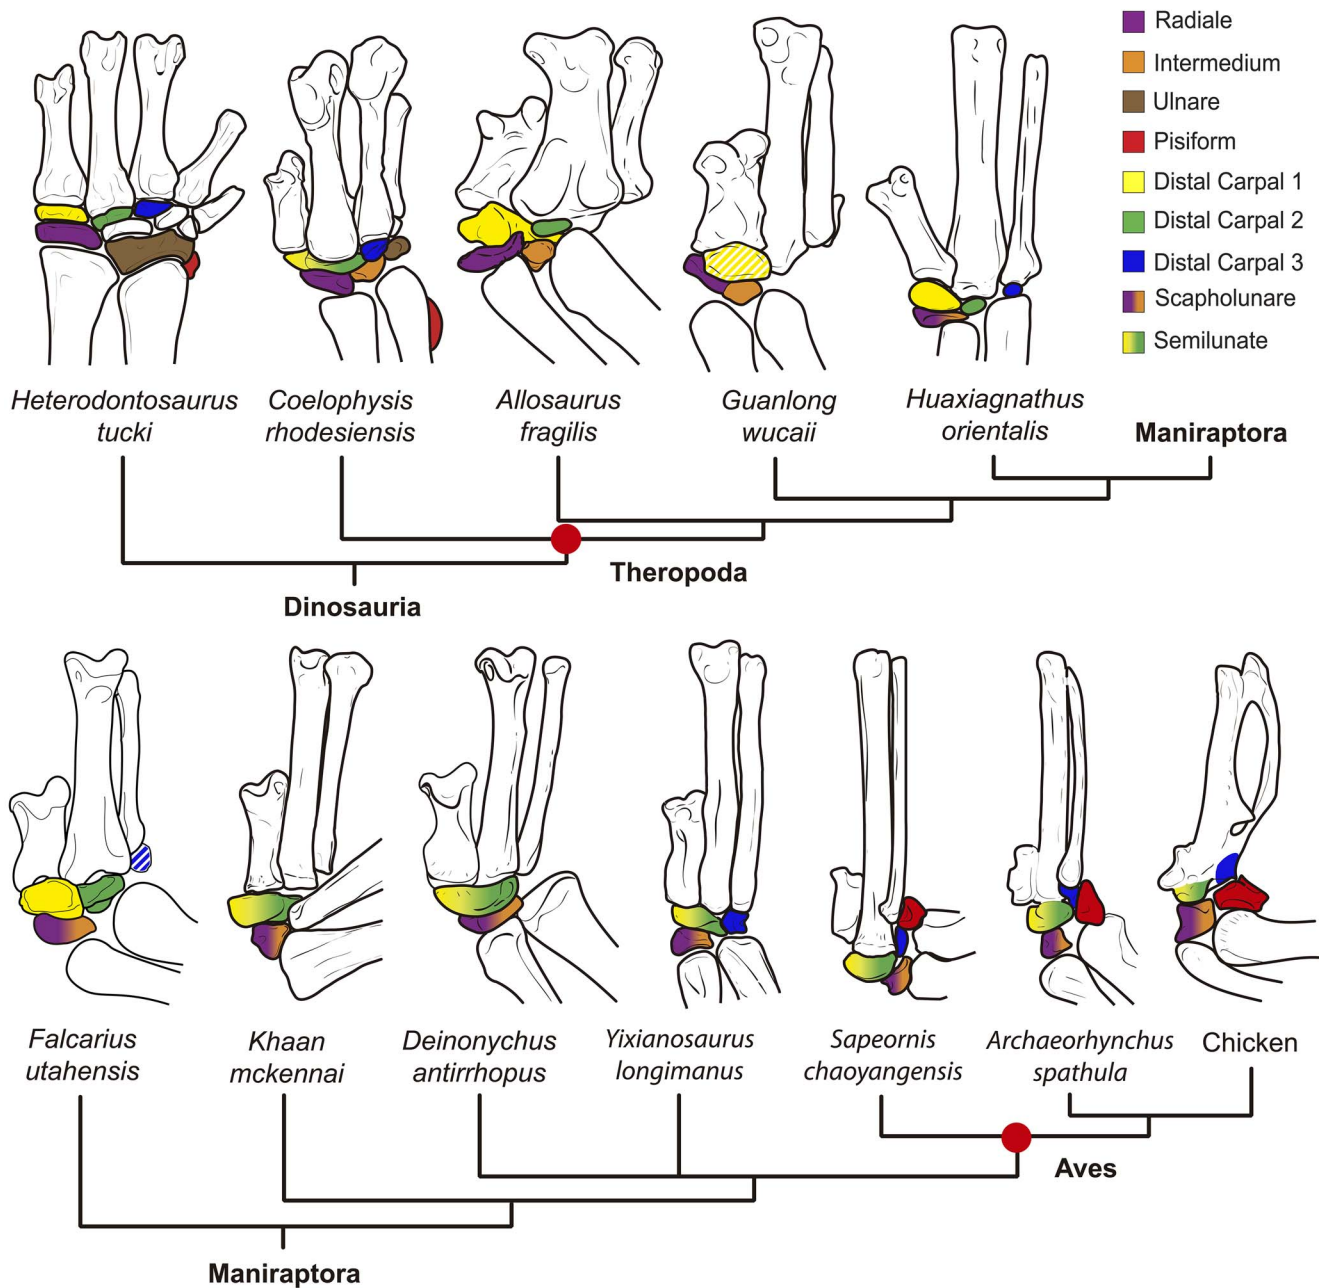 Radiale
Intermedium
Ulnare
Pisiform
Distal Carpal 1
Distal Carpal 2
Distal Carpal 3
Scapholunare
Semilunate
Heterodontosaurus
tucki
Coelophysis
rhodesiensis
Allosaurus
fragilis
Guanlong
wucaii
Huaxiagnathus
orientalis
Maniraptora
Theropoda
Dinosauria
Falcarius
utahensis
Khaan
mckennai
Deinonychus
antirrhopus
Yixianosaurus
longimanus
Sapeornis
chaoyangensis
Archaeorhynchus
spathula
Chicken
Aves
Maniraptora